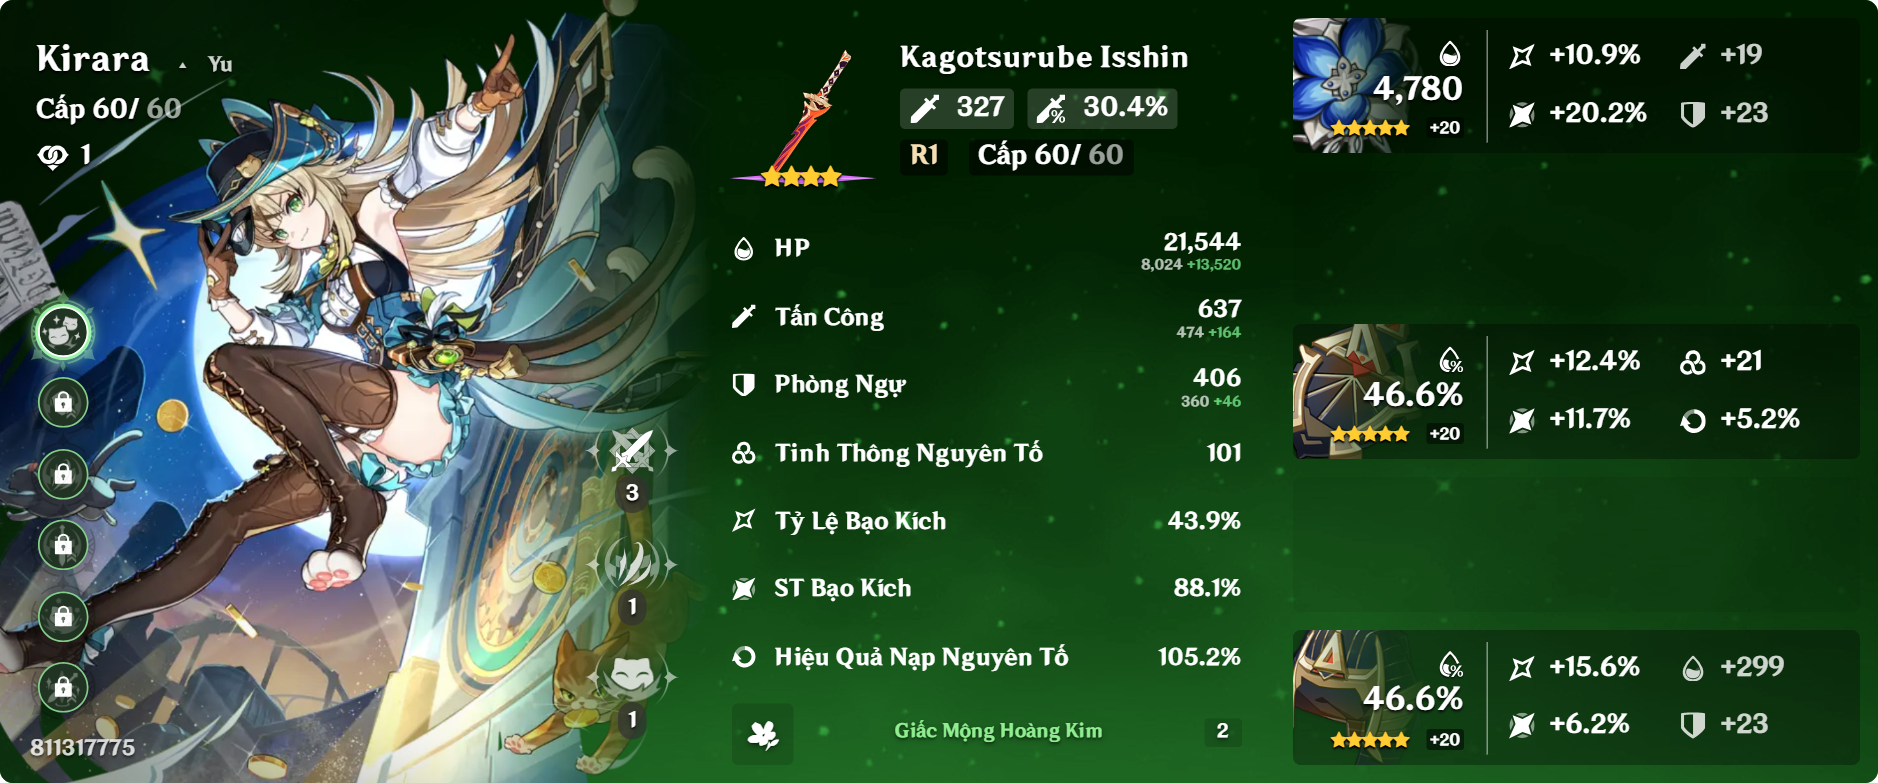 Kirara ▲ Yu
Cấp 60/ 60
1
3
1
1
811317775
Kagotsurube Isshin
327 30.4%
R1 Cấp 60/ 60
HP 21,544
8,024 +13,520
Tấn Công 637
474 +164
Phòng Ngự 406
360 +46
Tinh Thông Nguyên Tố 101
Tỷ Lệ Bạo Kích 43.9%
ST Bạo Kích 88.1%
Hiệu Quả Nạp Nguyên Tố 105.2%
Giấc Mộng Hoàng Kim 2
+10.9% +19
4,780
+20.2% +23
+20
+12.4% +21
46.6%
+11.7% +5.2%
+20
+15.6% +299
46.6%
+6.2% +23
+20